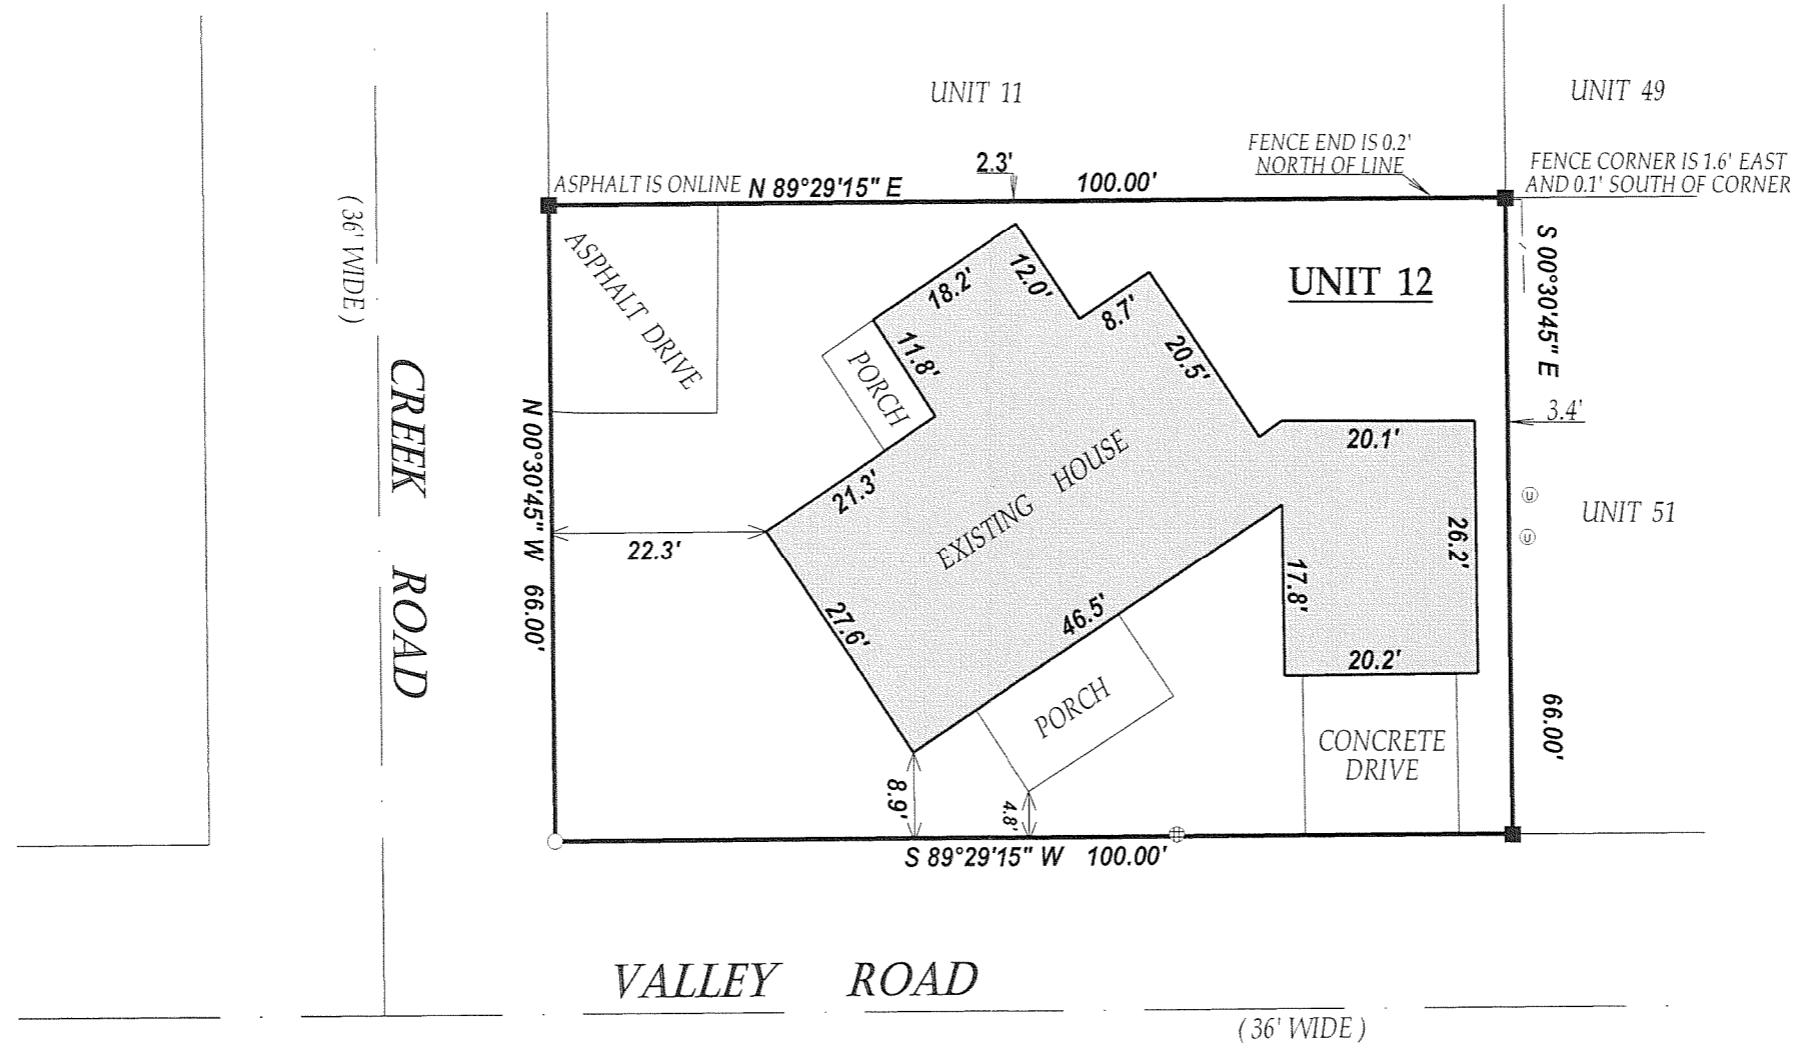 UNIT 11
UNIT 49
FENCE END IS 0.2'
NORTH OF LINE
FENCE CORNER IS 1.6' EAST
AND 0.1' SOUTH OF CORNER
2.3'
ASPHALT IS ONLINE
N 89°29'15" E
100.00'
( 36' WIDE )
ASPHALT DRIVE
18.2'
12.0'
8.7'
UNIT 12
S 00°30'45" E
PORCH
11.8'
20.5'
3.4'
20.1'
CREEK ROAD
N 00°30'45" W 66.00'
21.3'
EXISTING HOUSE
U
U
UNIT 51
22.3'
26.2'
17.8'
27.6'
46.5'
20.2'
PORCH
66.00'
CONCRETE
DRIVE
8.9'
4.8'
S 89°29'15" W 100.00'
VALLEY ROAD
( 36' WIDE )